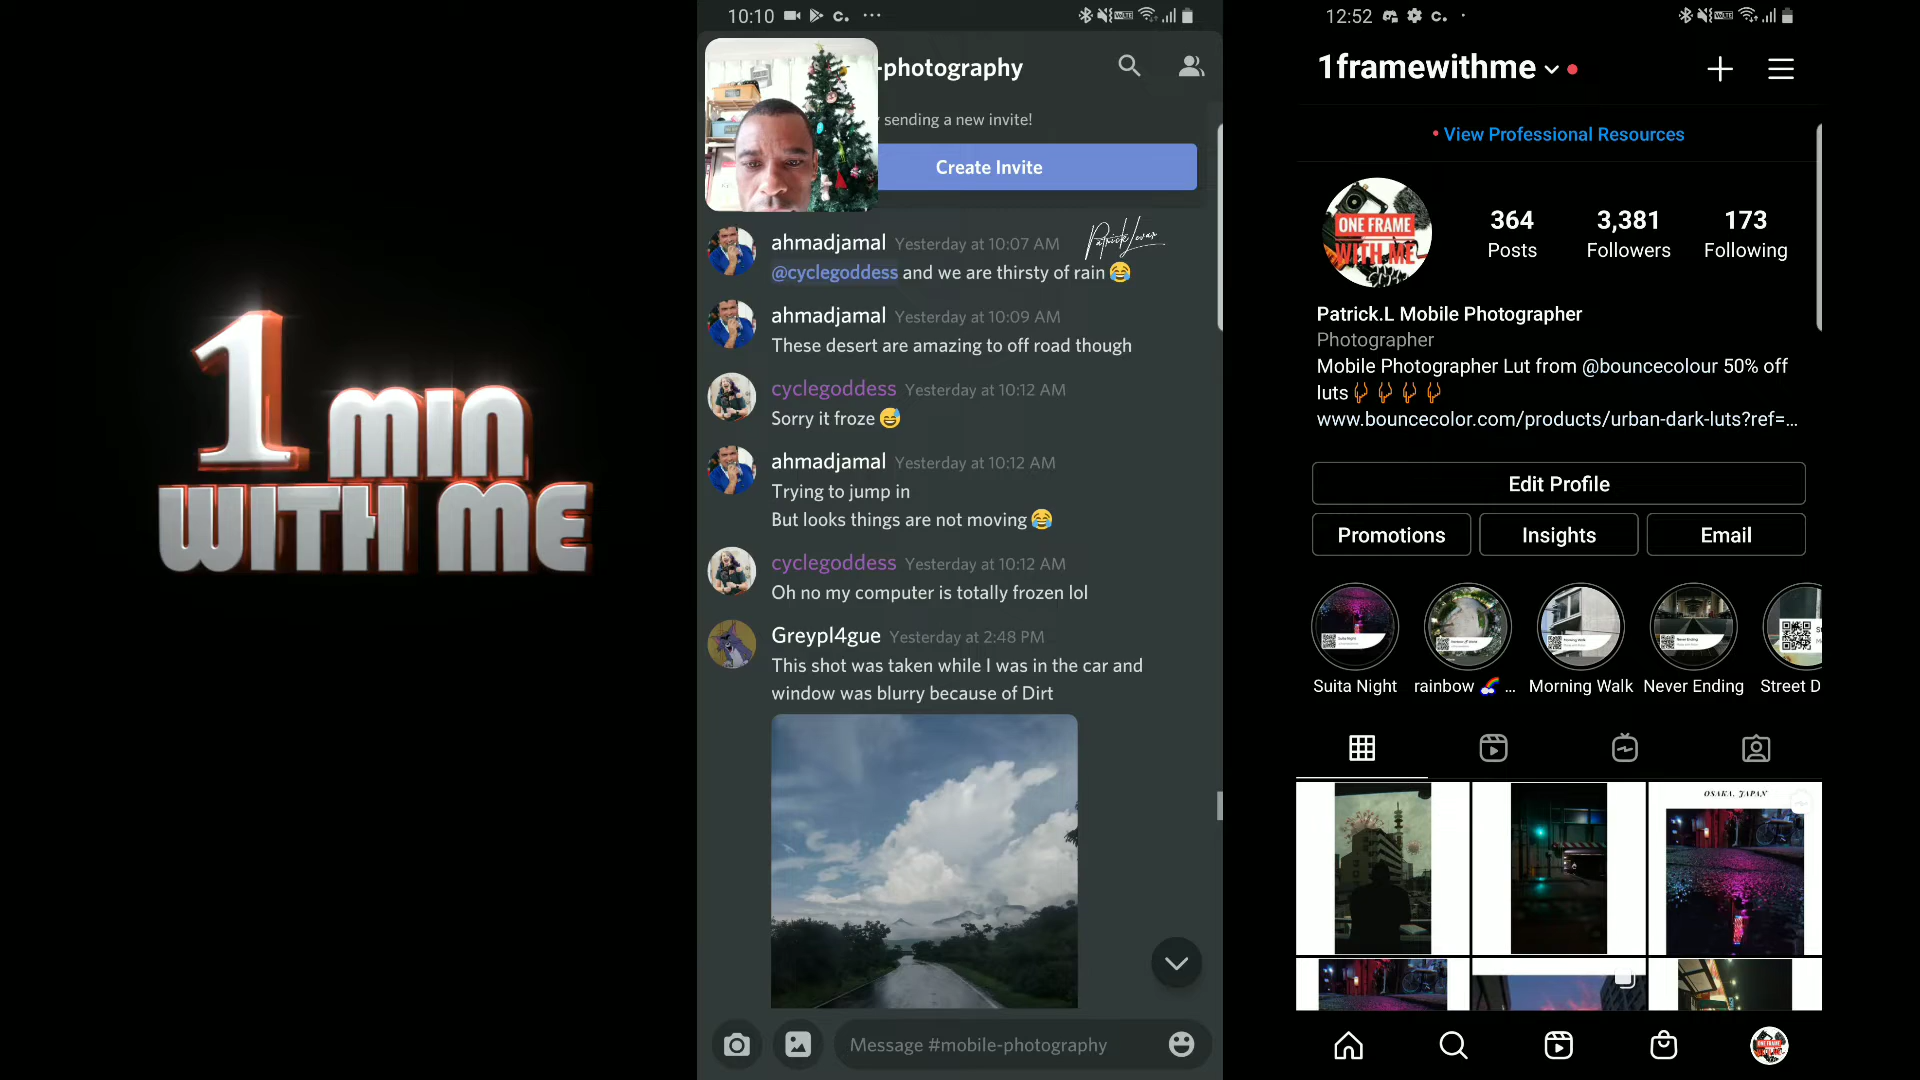 1 min
WITH ME
10:10
-photography
sending a new invite!
Create Invite
PatrickLevar
ahmadjamal Yesterday at 10:07 AM
@cyclegoddess and we are thirsty of rain 😂
ahmadjamal Yesterday at 10:09 AM
These desert are amazing to off road though
cyclegoddess Yesterday at 10:12 AM
Sorry it froze 😅
ahmadjamal Yesterday at 10:12 AM
Trying to jump in
But looks things are not moving 😂
cyclegoddess Yesterday at 10:12 AM
Oh no my computer is totally frozen lol
Greypl4gue Yesterday at 2:48 PM
This shot was taken while I was in the car and
window was blurry because of Dirt
Message #mobile-photography
12:52
1framewithme
View Professional Resources
ONE FRAME
WITH ME
364 3,381 173
Posts Followers Following
Patrick.L Mobile Photographer
Photographer
Mobile Photographer Lut from @bouncecolour 50% off
luts👇👇👇👇
www.bouncecolor.com/products/urban-dark-luts?ref=...
Edit Profile
Promotions Insights Email
Suita Night rainbow 🌈 ... Morning Walk Never Ending Street D
OSAKA, JAPAN